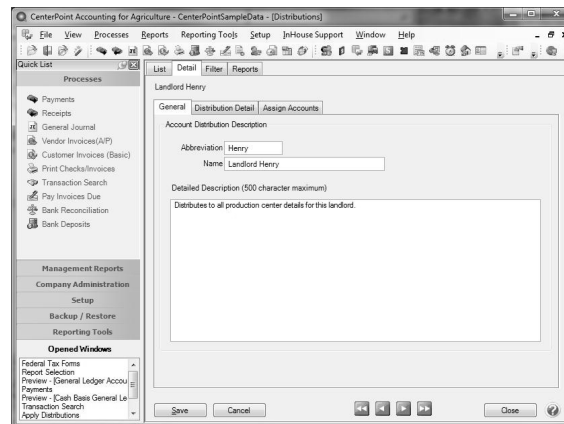 CenterPoint Accounting for Agriculture - CenterPointSampleData - [Distributions]
File View Processes Reports Reporting Tools Setup InHouse Support Window Help
Quick List
Processes
Payments
Receipts
General Journal
Vendor Invoices(A/P)
Customer Invoices (Basic)
Print Checks/Invoices
Transaction Search
Pay Invoices Due
Bank Reconciliation
Bank Deposits
Management Reports
Company Administration
Setup
Backup / Restore
Reporting Tools
Opened Windows
Federal Tax Forms
Report Selection
Preview - [General Ledger Accou
Payments
Preview - [Cash Basis General Le
Transaction Search
Apply Distributions
List Detail Filter Reports
Landlord Henry
General Distribution Detail Assign Accounts
Account Distribution Description
Abbreviation Henry
Name Landlord Henry
Detailed Description (500 character maximum)
Distributes to all production center details for this landlord.
Save Cancel Close